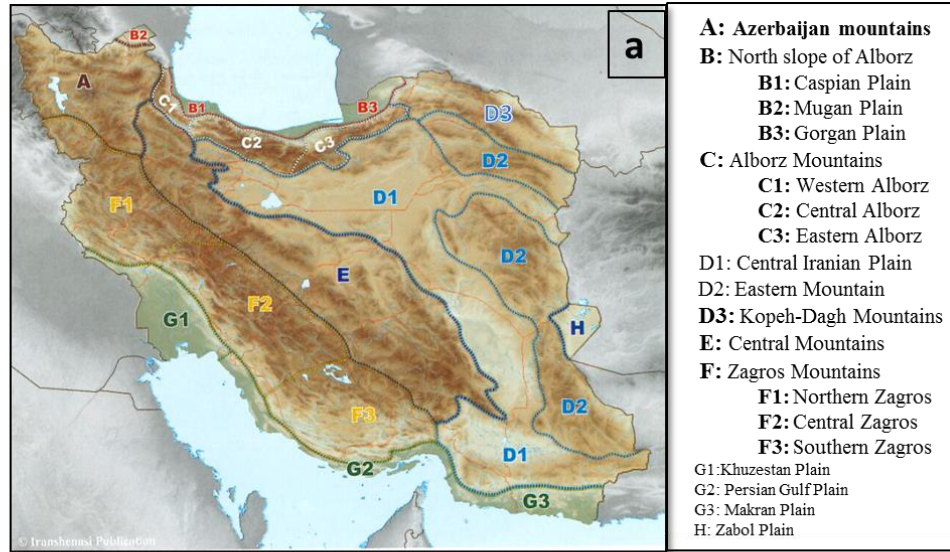 a
B2
A
C1
B1
B3
D3
C2
C3
D2
D1
F1
D2
E
F2
G1
H
F3
D2
D1
G2
G3
A: Azerbaijan mountains
B: North slope of Alborz
B1: Caspian Plain
B2: Mugan Plain
B3: Gorgan Plain
C: Alborz Mountains
C1: Western Alborz
C2: Central Alborz
C3: Eastern Alborz
D1: Central Iranian Plain
D2: Eastern Mountain
D3: Kopeh-Dagh Mountains
E: Central Mountains
F: Zagros Mountains
F1: Northern Zagros
F2: Central Zagros
F3: Southern Zagros
G1:Khuzestan Plain
G2: Persian Gulf Plain
G3: Makran Plain
H: Zabol Plain